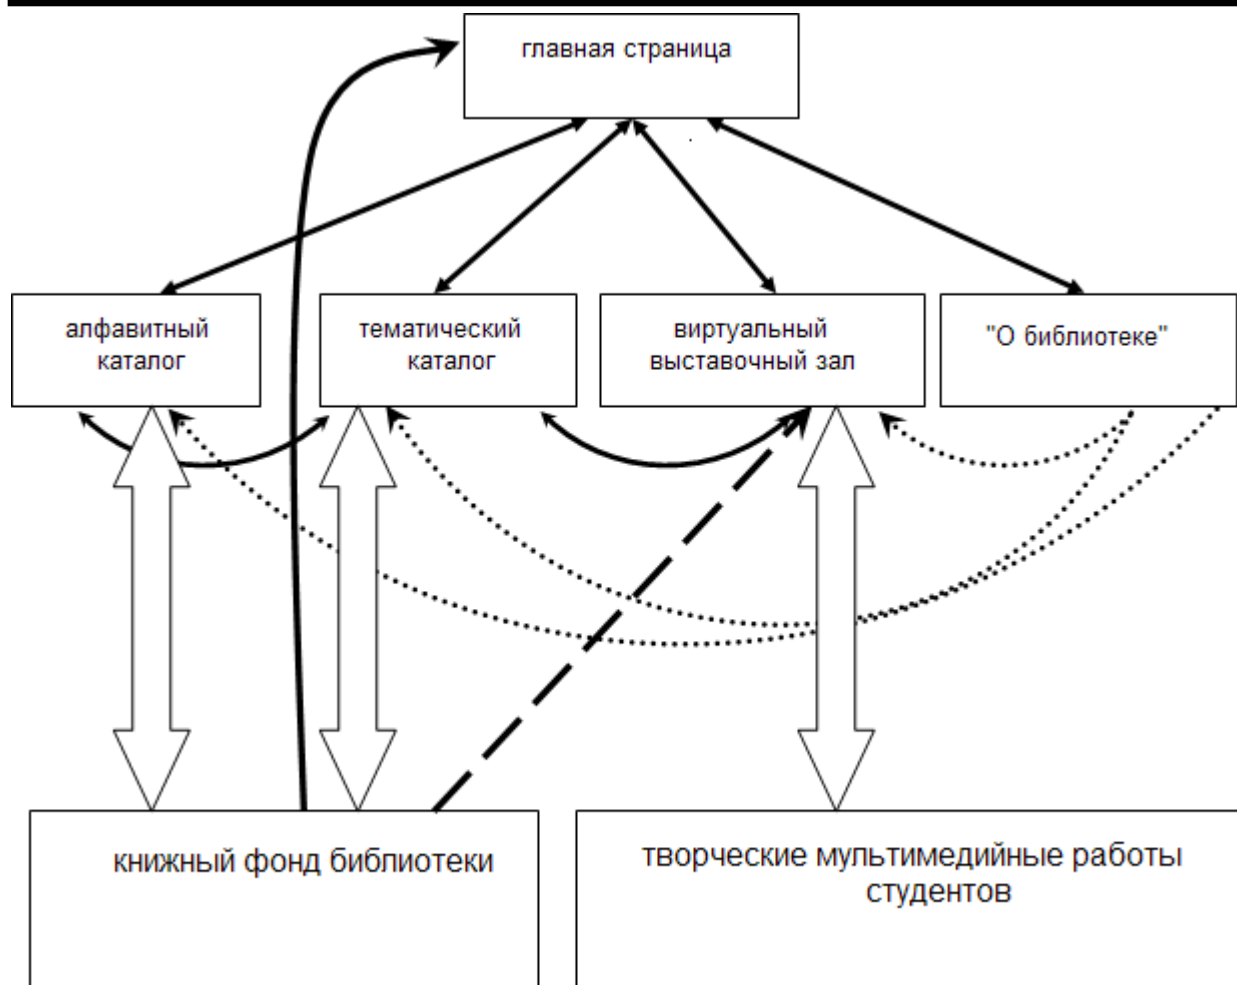 главная страница
алфавитный
каталог
тематический
каталог
виртуальный
выставочный зал
"О библиотеке"
книжный фонд библиотеки
творческие мультимедийные работы
студентов